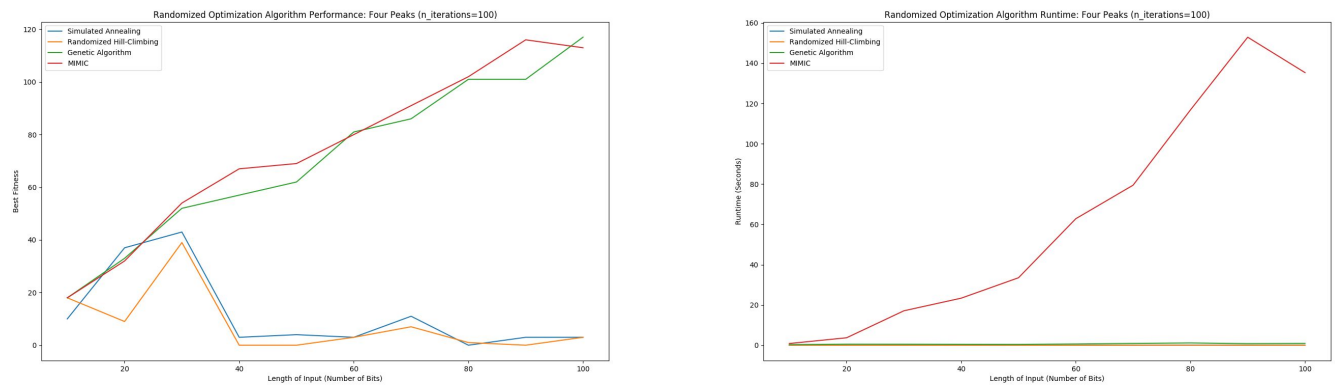 Randomized Optimization Algorithm Performance: Four Peaks (n_iterations=100)
Simulated Annealing
Randomized Hill-Climbing
Genetic Algorithm
MIMIC
120
100
80
60
40
20
0
Best Fitness
20
40
60
80
100
Length of Input (Number of Bits)
Randomized Optimization Algorithm Runtime: Four Peaks (n_iterations=100)
Simulated Annealing
Randomized Hill-Climbing
Genetic Algorithm
MIMIC
160
140
120
100
80
60
40
20
0
Runtime (Seconds)
20
40
60
80
100
Length of Input (Number of Bits)